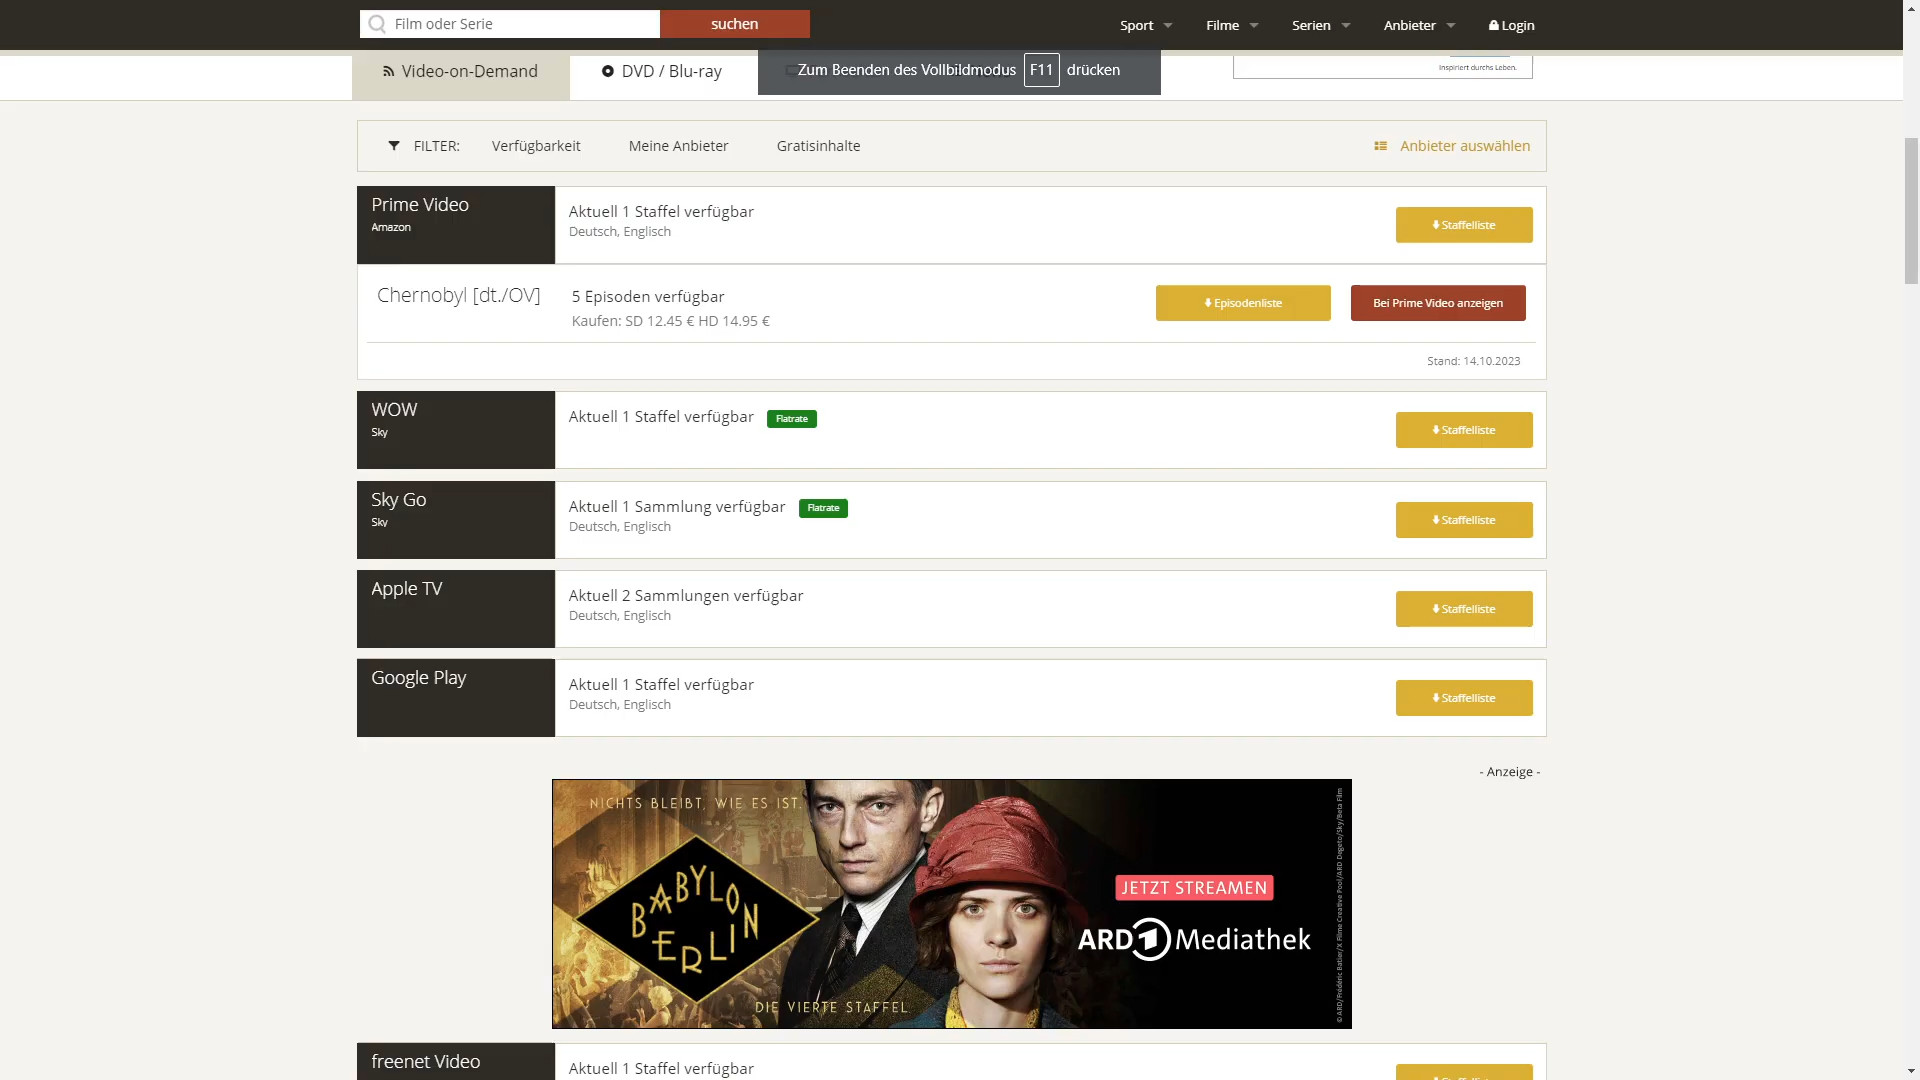 Film oder Serie
suchen
Sport
Filme
Serien
Anbieter
Login
Video-on-Demand
DVD / Blu-ray
Zum Beenden des Vollbildmodus F11 drücken
Inspiriert durchs Leben.
FILTER:
Verfügbarkeit
Meine Anbieter
Gratisinhalte
Anbieter auswählen
Prime Video
Amazon
Aktuell 1 Staffel verfügbar
Deutsch, Englisch
Staffelliste
Chernobyl [dt./OV]
5 Episoden verfügbar
Kaufen: SD 12.45 € HD 14.95 €
Episodenliste
Bei Prime Video anzeigen
Stand: 14.10.2023
WOW
Sky
Aktuell 1 Staffel verfügbar
Flatrate
Staffelliste
Sky Go
Sky
Aktuell 1 Sammlung verfügbar
Flatrate
Deutsch, Englisch
Staffelliste
Apple TV
Aktuell 2 Sammlungen verfügbar
Deutsch, Englisch
Staffelliste
Google Play
Aktuell 1 Staffel verfügbar
Deutsch, Englisch
Staffelliste
- Anzeige -
NICHTS BLEIBT, WIE ES IST.
BABYLON
BERLIN
DIE VIERTE STAFFEL
JETZT STREAMEN
ARD 1 Mediathek
freenet Video
Aktuell 1 Staffel verfügbar